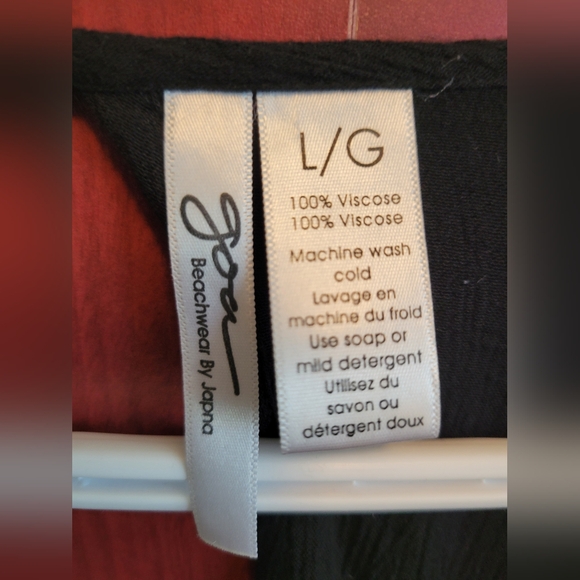 goa
Beachwear By Japna
L/G
100% Viscose
100% Viscose
Machine wash
cold
Lavage en
machine du froid
Use soap or
mild detergent
Utilisez du
savon ou
détergent doux